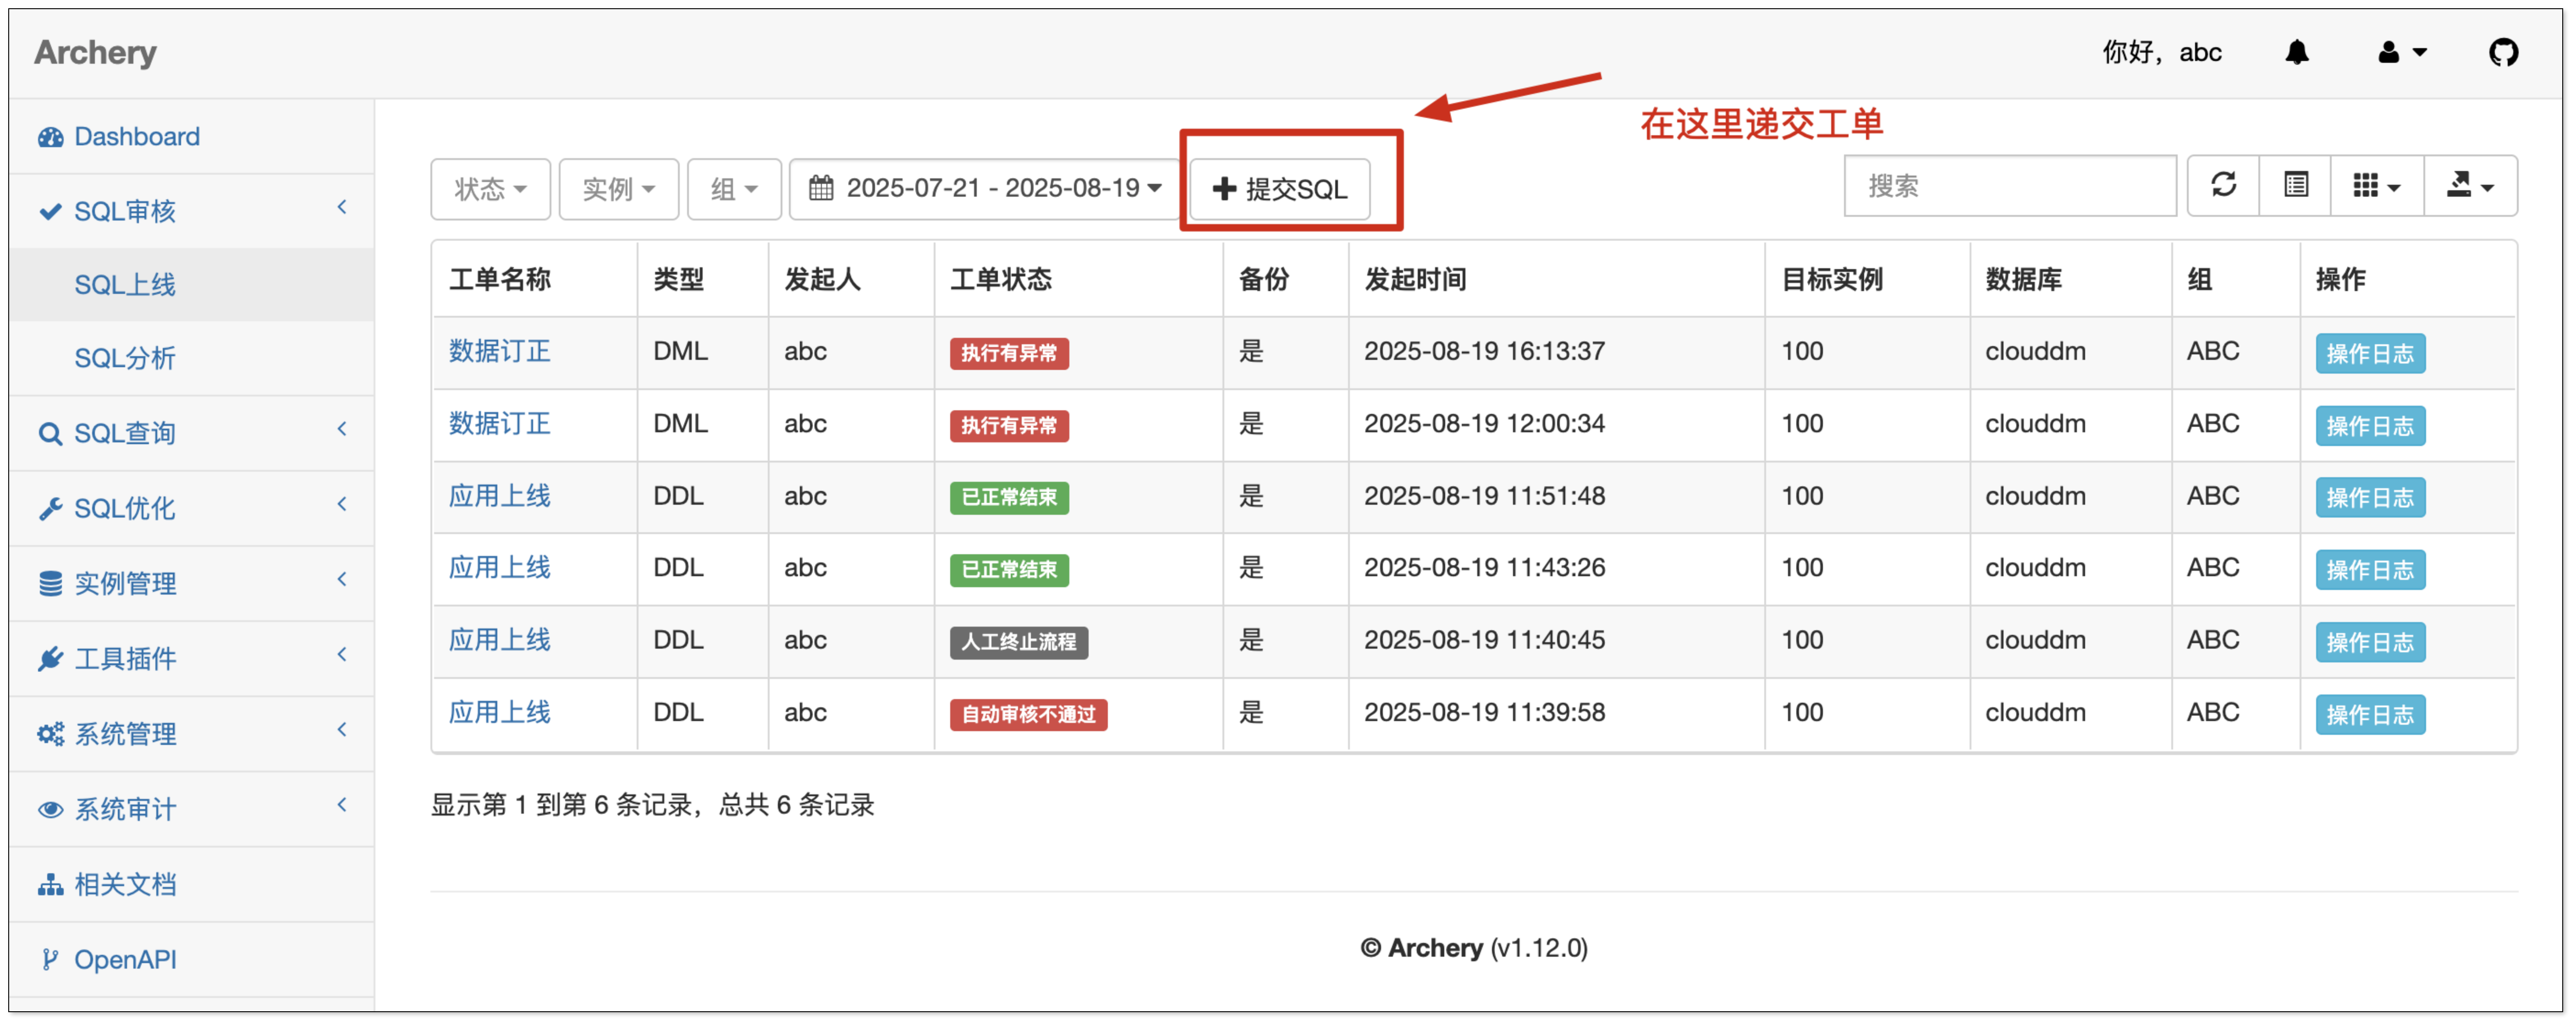 Archery
你好，abc
Dashboard
SQL审核
SQL上线
SQL分析
SQL查询
SQL优化
实例管理
工具插件
系统管理
系统审计
相关文档
OpenAPI
在这里递交工单
状态 实例 组 2025-07-21 - 2025-08-19 提交SQL 搜索
工单名称 类型 发起人 工单状态 备份 发起时间 目标实例 数据库 组 操作
数据订正 DML abc 执行有异常 是 2025-08-19 16:13:37 100 clouddm ABC 操作日志
数据订正 DML abc 执行有异常 是 2025-08-19 12:00:34 100 clouddm ABC 操作日志
应用上线 DDL abc 已正常结束 是 2025-08-19 11:51:48 100 clouddm ABC 操作日志
应用上线 DDL abc 已正常结束 是 2025-08-19 11:43:26 100 clouddm ABC 操作日志
应用上线 DDL abc 人工终止流程 是 2025-08-19 11:40:45 100 clouddm ABC 操作日志
应用上线 DDL abc 自动审核不通过 是 2025-08-19 11:39:58 100 clouddm ABC 操作日志
显示第 1 到第 6 条记录，总共 6 条记录
© Archery (v1.12.0)